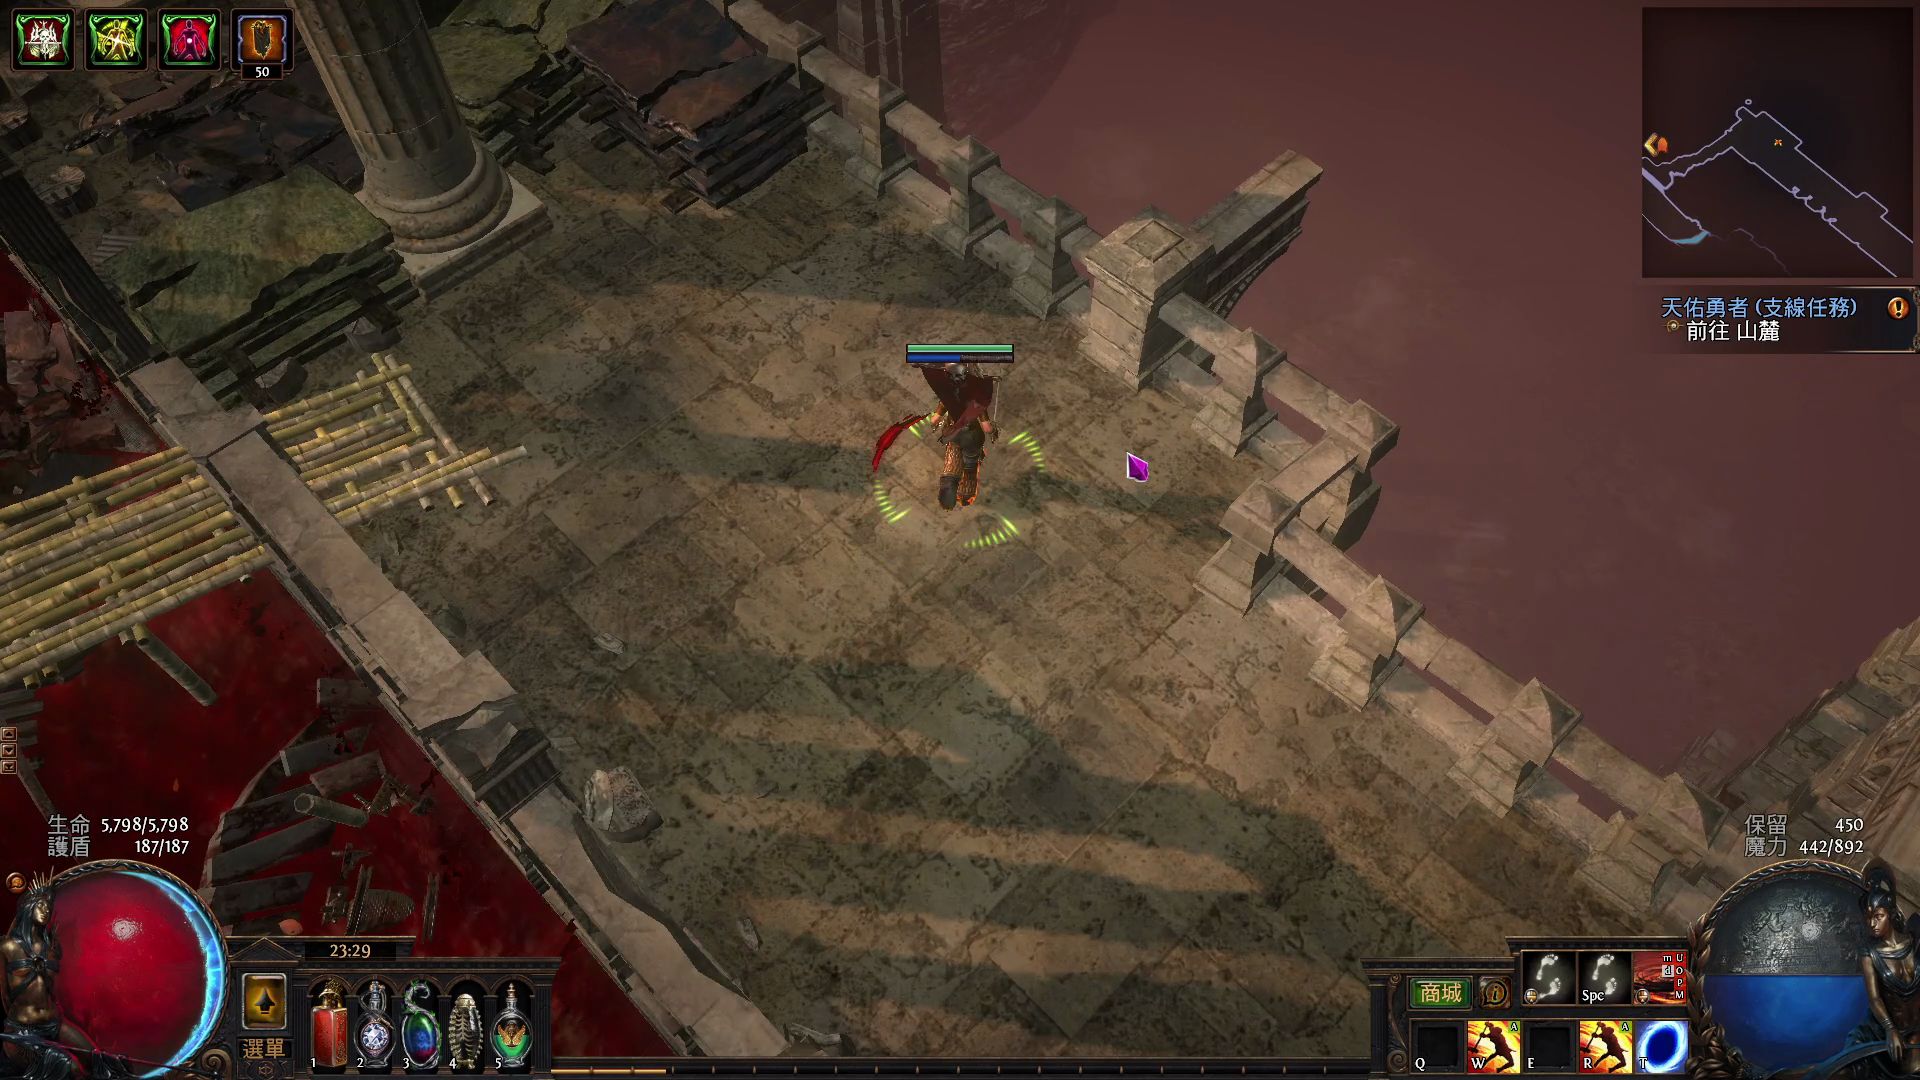 50
天佑勇者 (支線任務)
前往 山麓
生命 5,798/5,798
護盾 187/187
保留 450
魔力 442/892
23:29
選單
1 2 3 4 5
商城
Spc
m U
d O
P
M
Q W A E R A T